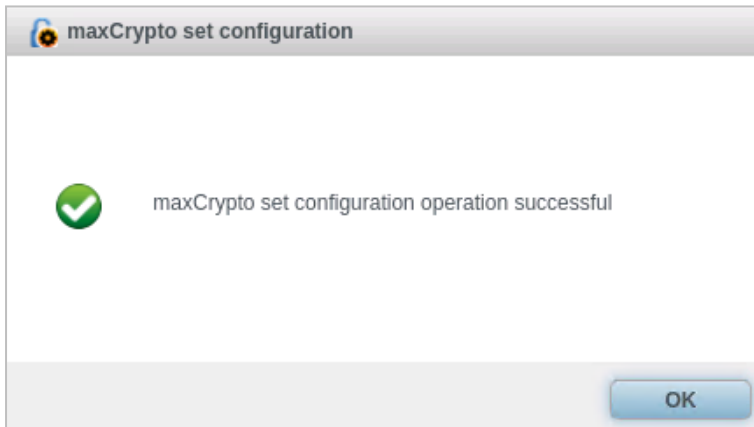 maxCrypto set configuration
maxCrypto set configuration operation successful
OK